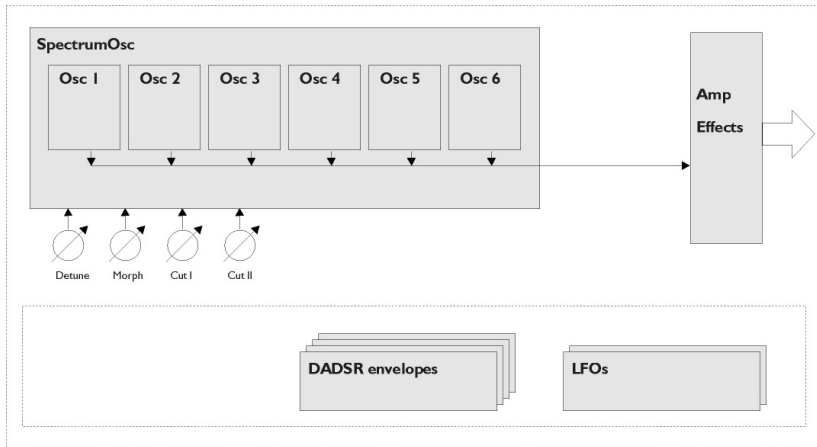 SpectrumOsc
Osc 1 Osc 2 Osc 3 Osc 4 Osc 5 Osc 6
Amp
Effects
Detune Morph Cut I Cut II
DADSR envelopes LFOs